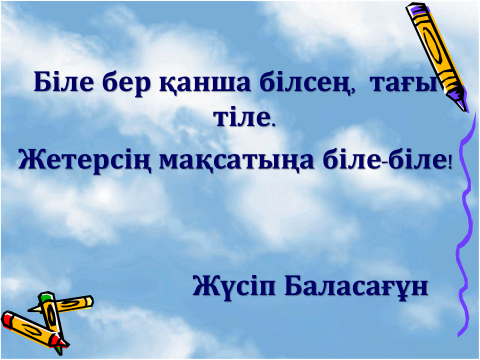 Біле бер қанша білсең,  тағы
тіле.
Жетерсің мақсатыңа біле-біле!
Жүсіп Баласағұн